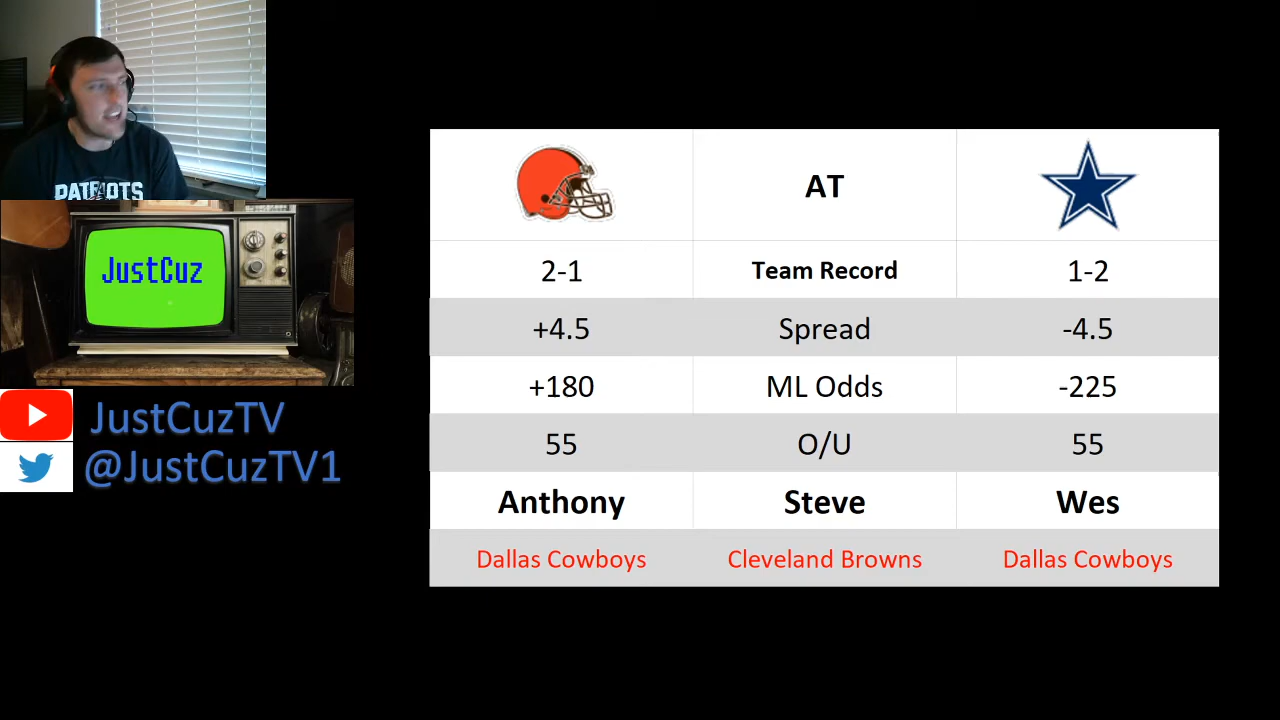 PATRIOTS
JustCuz
JustCuzTV
@JustCuzTV1
AT
2-1 Team Record 1-2
+4.5 Spread -4.5
+180 ML Odds -225
55 O/U 55
Anthony Steve Wes
Dallas Cowboys Cleveland Browns Dallas Cowboys